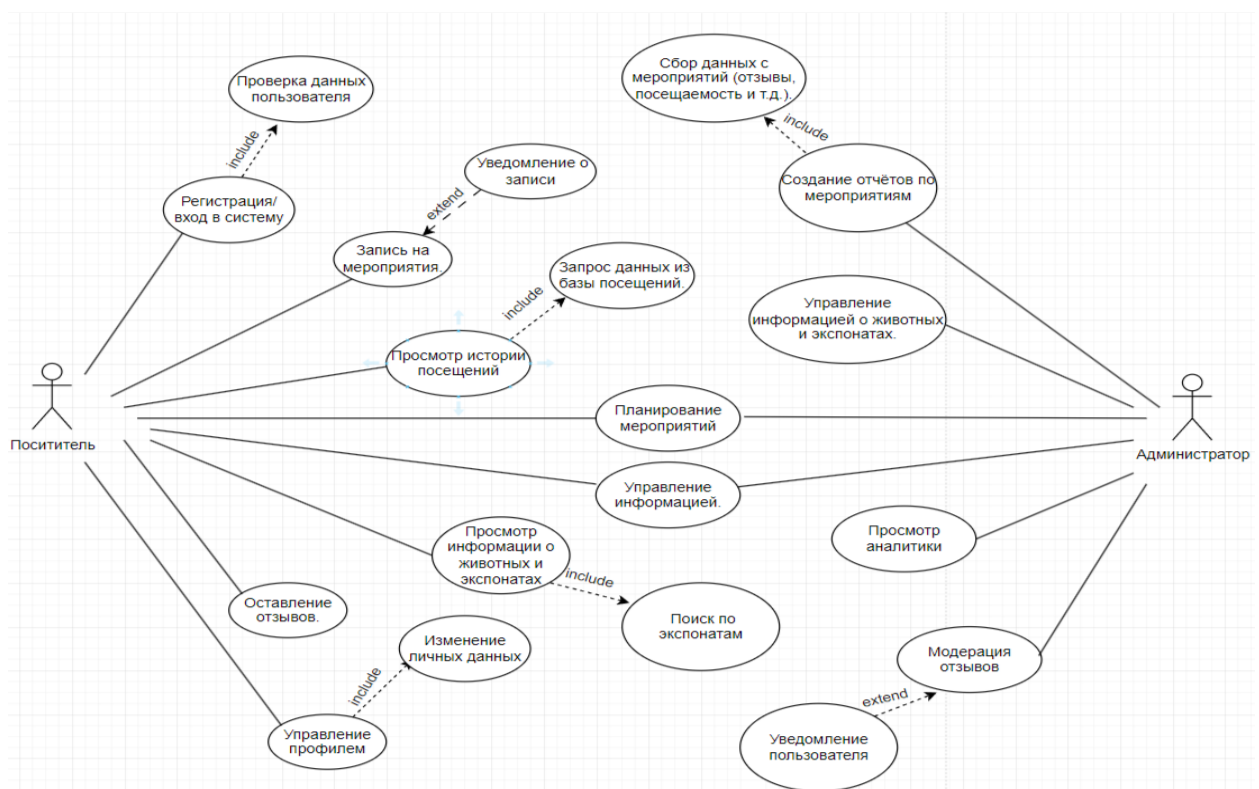 Сбор данных с
мероприятий (отзывы,
посещаемость и т.д.).
Проверка данных
пользователя
include
include
Уведомление о
записи
Создание отчётов по
мероприятиям
Регистрация/
вход в систему
extend
Запись на
мероприятия.
Запрос данных из
базы посещений.
include
Управление
информацией о животных
и экспонатах.
Просмотр истории
посещений
Планирование
мероприятий
Посититель
Администратор
Управление
информацией.
Просмотр
информации о
животных и
экспонатах
Просмотр
аналитики
include
Оставление
отзывов.
Поиск по
экспонатам
Изменение
личных данных
Модерация
отзывов
include
extend
Управление
профилем
Уведомление
пользователя